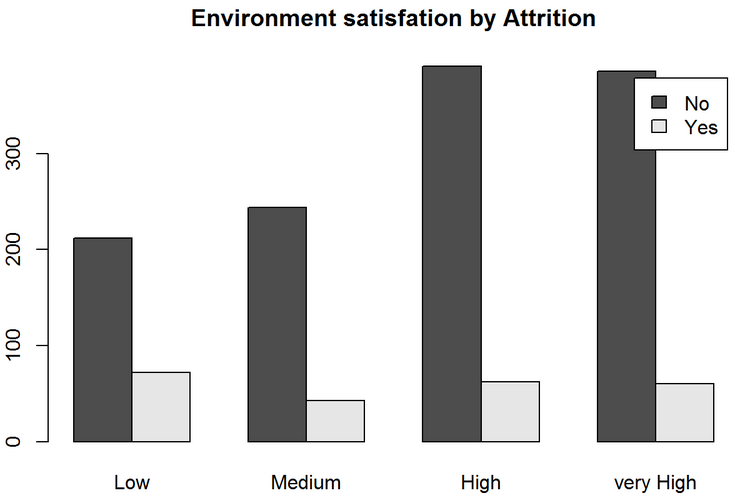 Environment satisfation by Attrition
No
Yes
300
200
100
0
Low Medium High very High